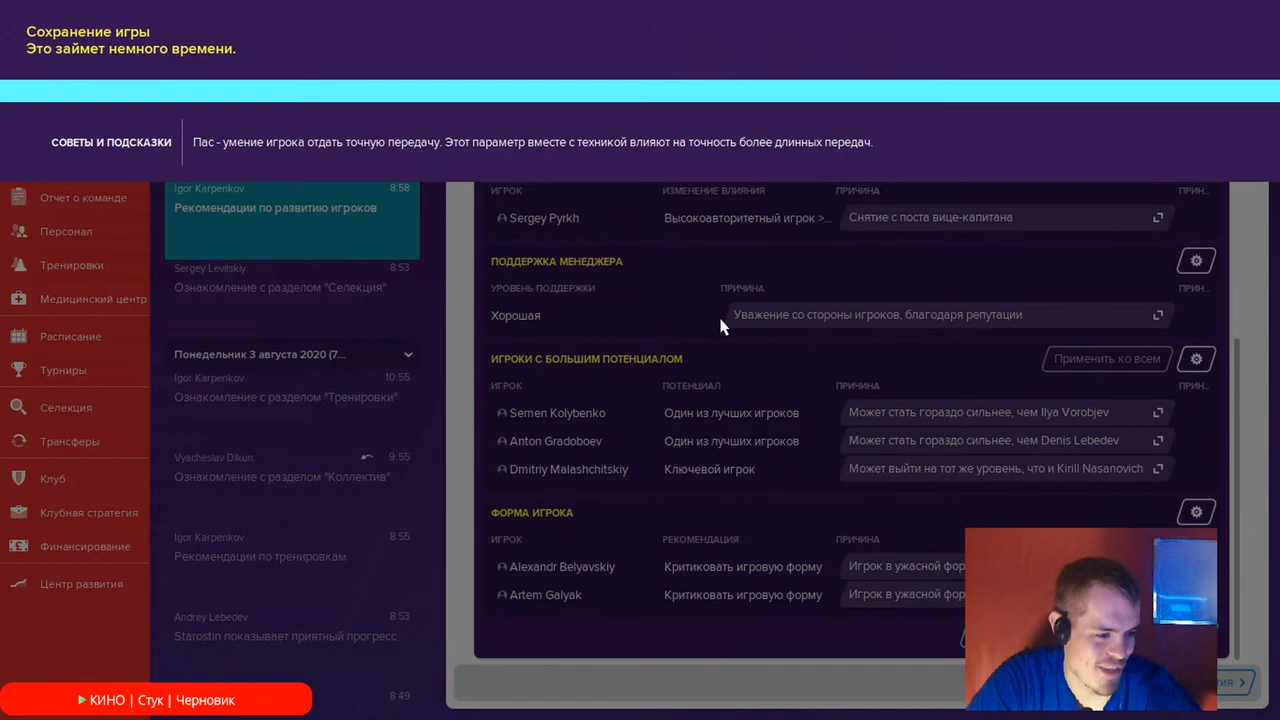 Сохранение игры
Это займет немного времени.
СОВЕТЫ И ПОДСКАЗКИ
Пас - умение игрока отдать точную передачу. Этот параметр вместе с техникой влияют на точность более длинных передач.
Отчет о команде
Персонал
Тренировки
Медицинский центр
Расписание
Турниры
Селекция
Трансферы
Клуб
Клубная стратегия
Финансирование
Центр развития
Igor Karpenkov 8:58
Рекомендации по развитию игроков
Sergey Levitskiy 8:53
Ознакомление с разделом "Селекция"
Понедельник 3 августа 2020 (7...
Igor Karpenkov 10:55
Ознакомление с разделом "Тренировки"
Vyacheslav Dikun 9:55
Ознакомление с разделом "Коллектив"
Igor Karpenkov 8:55
Рекомендации по тренировкам
Andrey Lebedev 8:53
Starostin показывает приятный прогресс
8:49
ИГРОК ИЗМЕНЕНИЕ ВЛИЯНИЯ ПРИЧИНА ПРИН...
Sergey Pyrkh Высокоавторитетный игрок >... Снятие с поста вице-капитана
ПОДДЕРЖКА МЕНЕДЖЕРА
УРОВЕНЬ ПОДДЕРЖКИ ПРИЧИНА ПРИН...
Хорошая Уважение со стороны игроков, благодаря репутации
ИГРОКИ С БОЛЬШИМ ПОТЕНЦИАЛОМ Применить ко всем
ИГРОК ПОТЕНЦИАЛ ПРИЧИНА ПРИН...
Semen Kolybenko Один из лучших игроков Может стать гораздо сильнее, чем Ilya Vorobjev
Anton Gradoboev Один из лучших игроков Может стать гораздо сильнее, чем Denis Lebedev
Dmitriy Malashchitskiy Ключевой игрок Может выйти на тот же уровень, что и Kirill Nasanovich
ФОРМА ИГРОКА
ИГРОК РЕКОМЕНДАЦИЯ ПРИЧИНА
Alexandr Belyavskiy Критиковать игровую форму Игрок в ужасной фор
Artem Galyak Критиковать игровую форму Игрок в ужасной фор
КИНО | Стук | Черновик